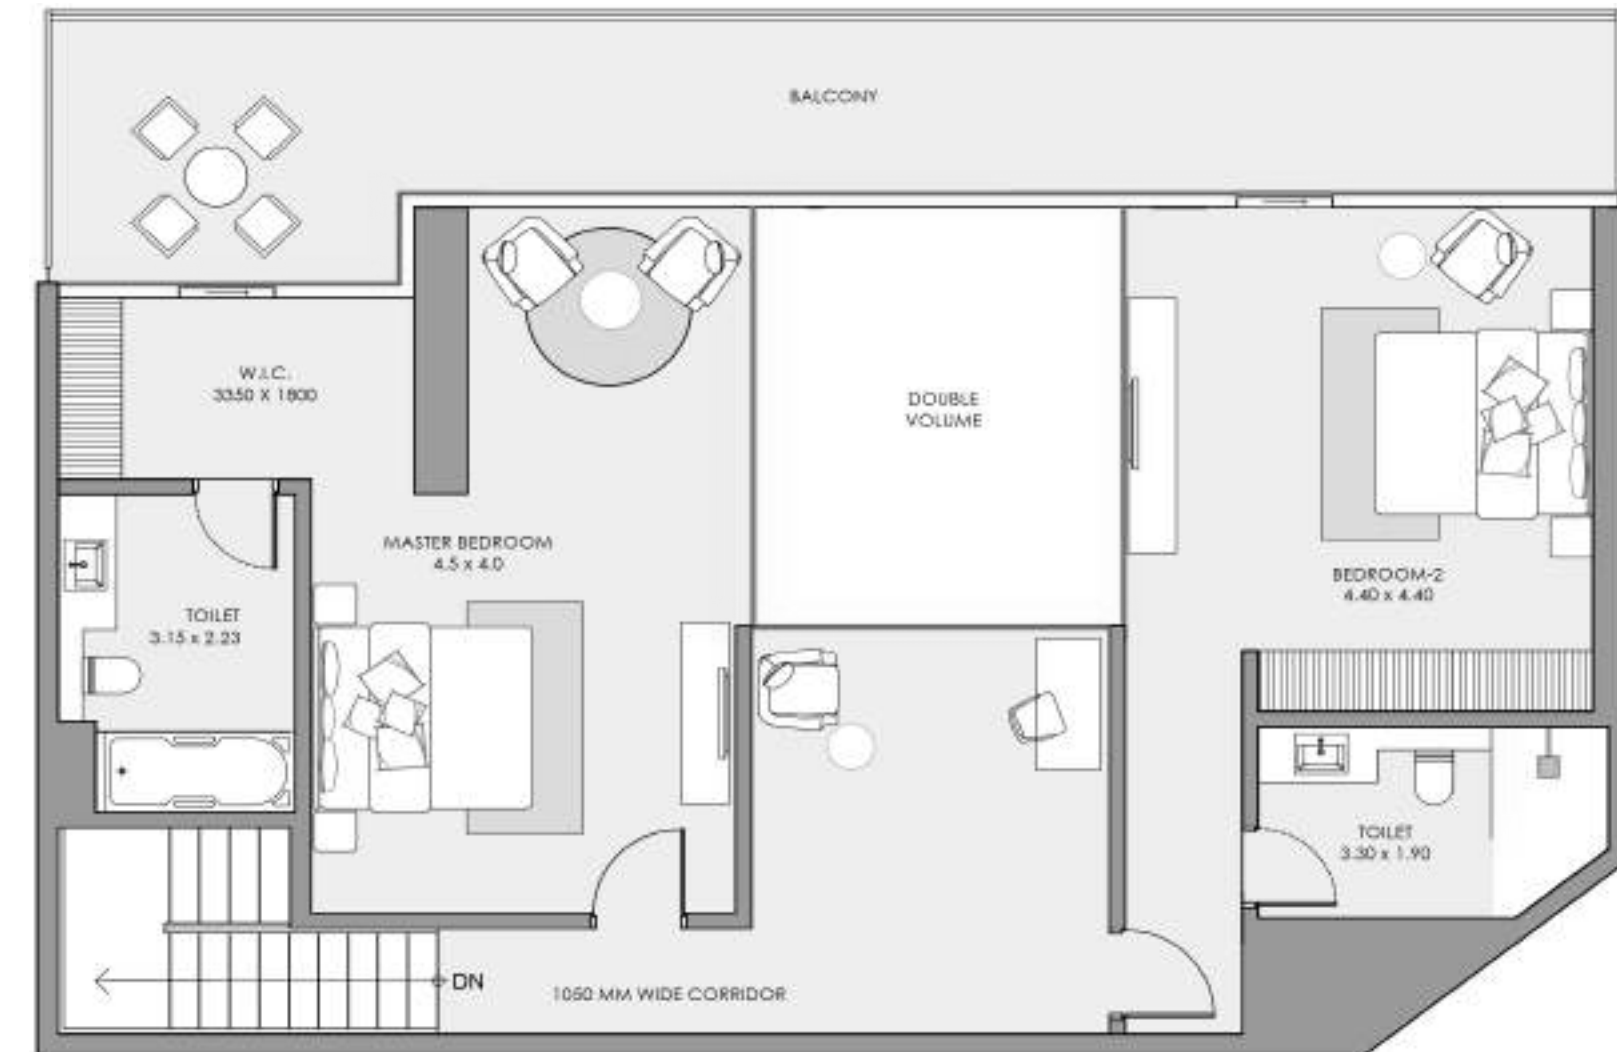 BALCONY
W.I.C.
3350 X 1800
DOUBLE
VOLUME
MASTER BEDROOM
4.5 x 4.0
BEDROOM-2
4.40 x 4.40
TOILET
3.15 x 2.23
TOILET
3.30 x 1.90
DN
1050 MM WIDE CORRIDOR